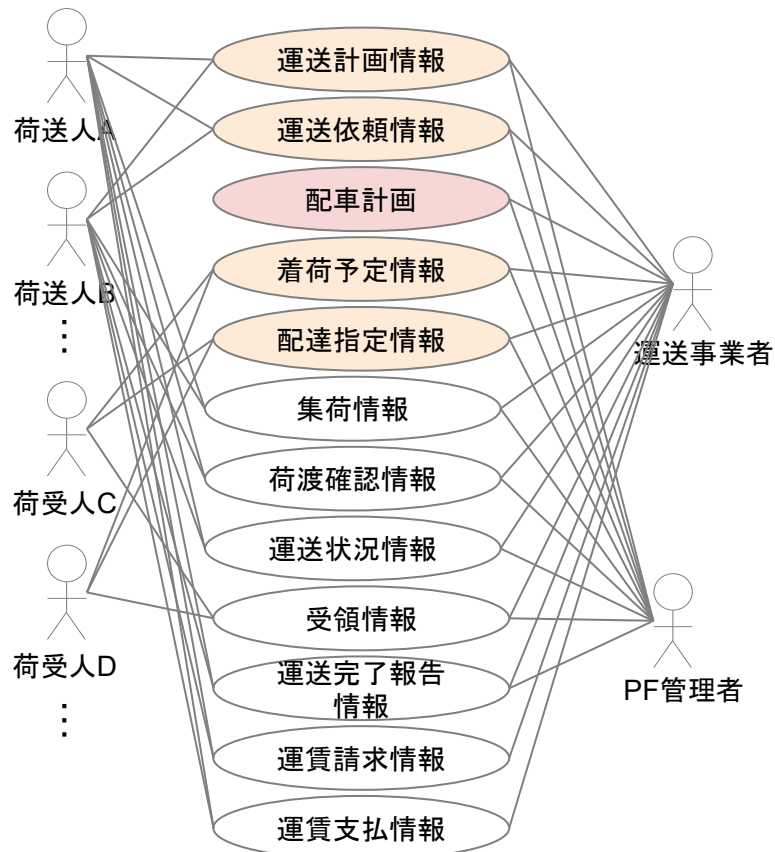 荷送人A
荷送人B
⋮
荷受人C
荷受人D
⋮
運送計画情報
運送依頼情報
配車計画
着荷予定情報
配達指定情報
集荷情報
荷渡確認情報
運送状況情報
受領情報
運送完了報告
情報
運賃請求情報
運賃支払情報
運送事業者
PF管理者